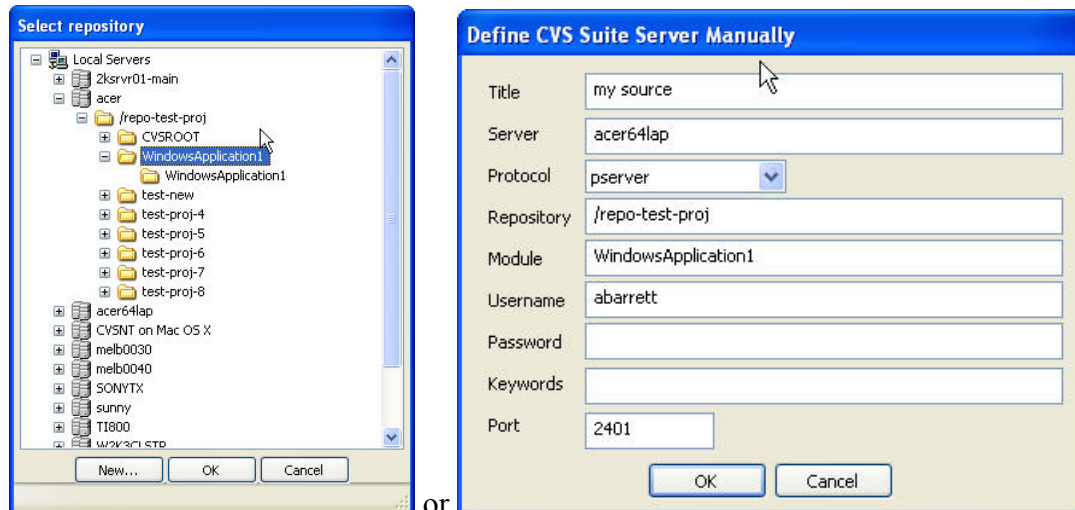 Select repository
Local Servers
2ksrvr01-main
acer
/repo-test-proj
CVSROOT
WindowsApplication1
WindowsApplication1
test-new
test-proj-4
test-proj-5
test-proj-6
test-proj-7
test-proj-8
acer64lap
CVSNT on Mac OS X
melb0030
melb0040
SONYTX
sunny
TI800
W2K3CLSTR
New... OK Cancel
or
Define CVS Suite Server Manually
Title my source
Server acer64lap
Protocol pserver
Repository /repo-test-proj
Module WindowsApplication1
Username abarrett
Password
Keywords
Port 2401
OK Cancel